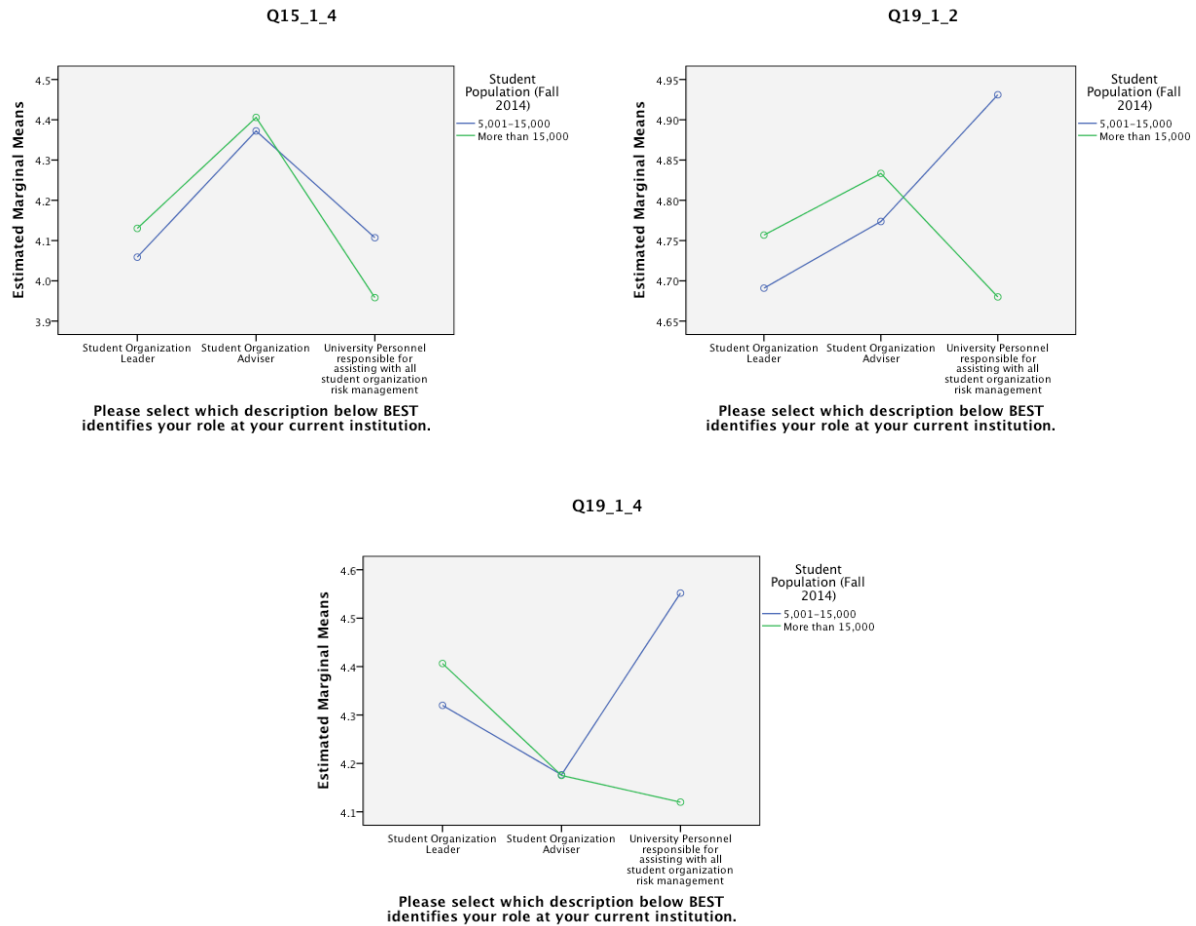 Q15_1_4
Estimated Marginal Means
4.5
4.4
4.3
4.2
4.1
4.0
3.9
Student Organization
Leader
Student Organization
Adviser
University Personnel
responsible for
assisting with all
student organization
risk management
Please select which description below BEST
identifies your role at your current institution.
Student
Population (Fall
2014)
5,001-15,000
More than 15,000
Q19_1_2
Estimated Marginal Means
4.95
4.90
4.85
4.80
4.75
4.70
4.65
Student Organization
Leader
Student Organization
Adviser
University Personnel
responsible for
assisting with all
student organization
risk management
Please select which description below BEST
identifies your role at your current institution.
Student
Population (Fall
2014)
5,001-15,000
More than 15,000
Q19_1_4
Estimated Marginal Means
4.6
4.5
4.4
4.3
4.2
4.1
Student Organization
Leader
Student Organization
Adviser
University Personnel
responsible for
assisting with all
student organization
risk management
Please select which description below BEST
identifies your role at your current institution.
Student
Population (Fall
2014)
5,001-15,000
More than 15,000